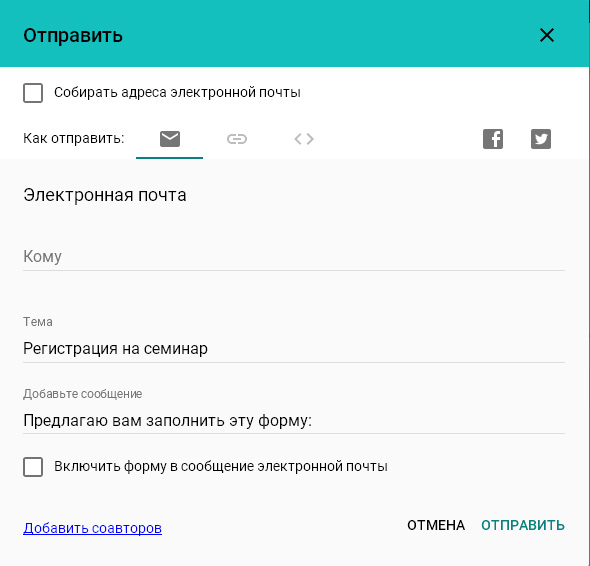 Отправить
Собирать адреса электронной почты
Как отправить:
Электронная почта
Кому
Тема
Регистрация на семинар
Добавьте сообщение
Предлагаю вам заполнить эту форму:
Включить форму в сообщение электронной почты
Добавить соавторов
ОТМЕНА ОТПРАВИТЬ